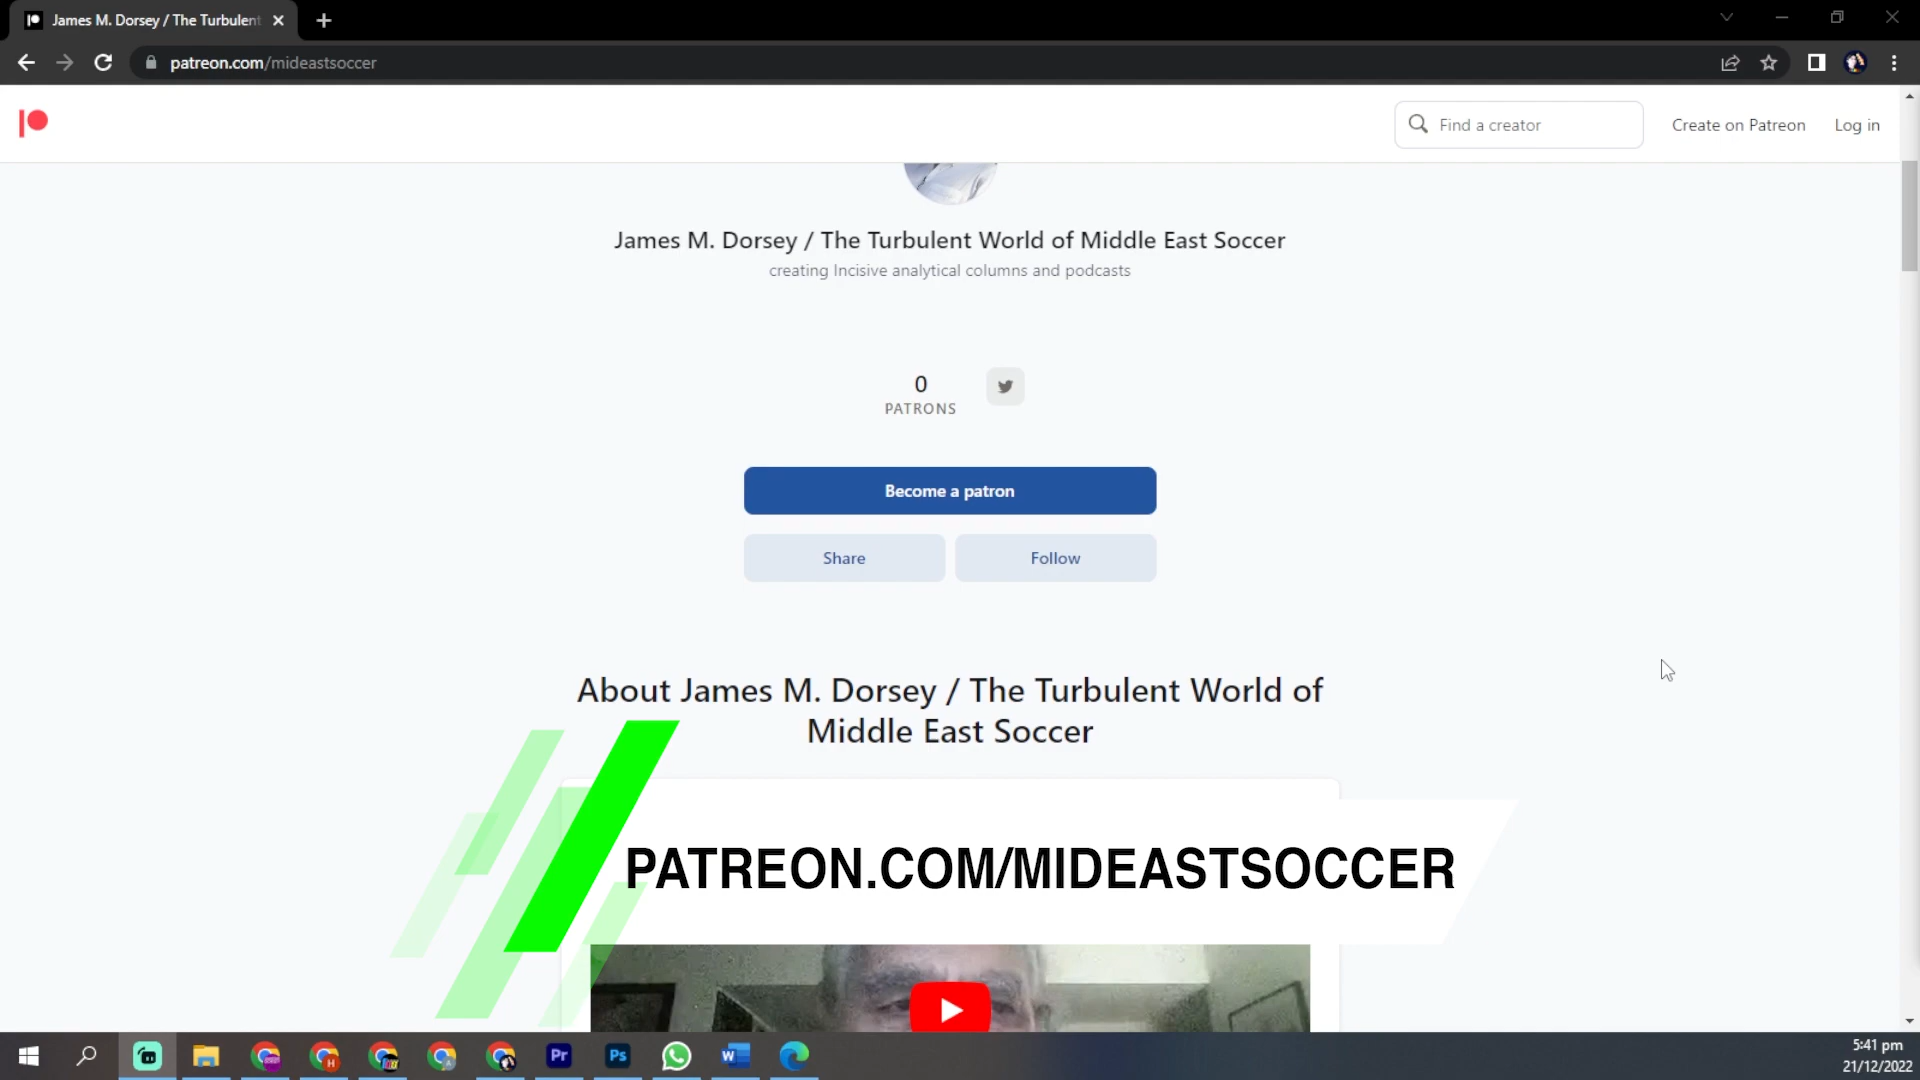 James M. Dorsey / The Turbulent
patreon.com/mideastsoccer
Find a creator
Create on Patreon
Log in
James M. Dorsey / The Turbulent World of Middle East Soccer
creating Incisive analytical columns and podcasts
0
PATRONS
Become a patron
Share
Follow
About James M. Dorsey / The Turbulent World of
Middle East Soccer
PATREON.COM/MIDEASTSOCCER
H
Pr
Ps
W
5:41 pm
21/12/2022